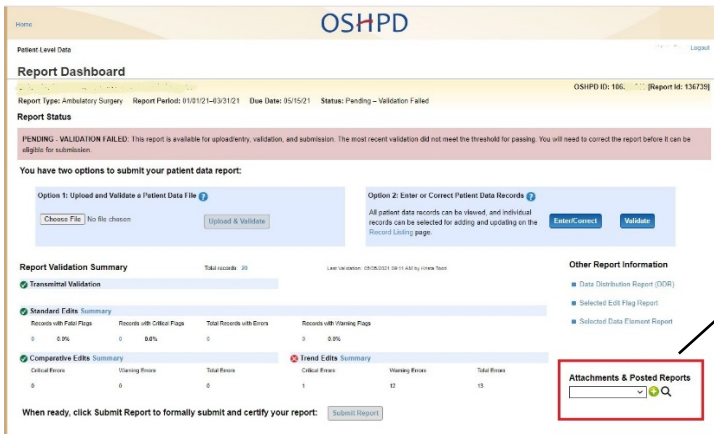 Home
OSHPD
Patient-Level Data
Logout
Report Dashboard
OSHPD ID: 106. [Report Id: 136739]
Report Type: Ambulatory Surgery Report Period: 01/01/21–03/31/21 Due Date: 05/15/21 Status: Pending – Validation Failed
Report Status
PENDING - VALIDATION FAILED: This report is available for upload/entry, validation, and submission. The most recent validation did not meet the threshold for passing. You will need to correct the report before it can be
eligible for submission.
You have two options to submit your patient data report:
Option 1: Upload and Validate a Patient Data File
Choose File No file chosen
Upload & Validate
Option 2: Enter or Correct Patient Data Records
All patient data records can be viewed, and individual
records can be selected for adding and updating on the
Record Listing page.
Enter/Correct
Validate
Report Validation Summary
Total records: 20
Last Validation: 05/05/2021 09:11 AM by
Transmittal Validation
Standard Edits Summary
Records with Fatal Flags Records with Critical Flags Total Records with Errors Records with Warning Flags
0 0.0% 0 0.0% 0 0 0.0%
Comparative Edits Summary
Critical Errors Warning Errors Total Errors
0 0 0
Trend Edits Summary
Critical Errors Warning Errors Total Errors
1 12 13
Other Report Information
Data Distribution Report (DDR)
Selected Edit Flag Report
Selected Data Element Report
Attachments & Posted Reports
When ready, click Submit Report to formally submit and certify your report:
Submit Report